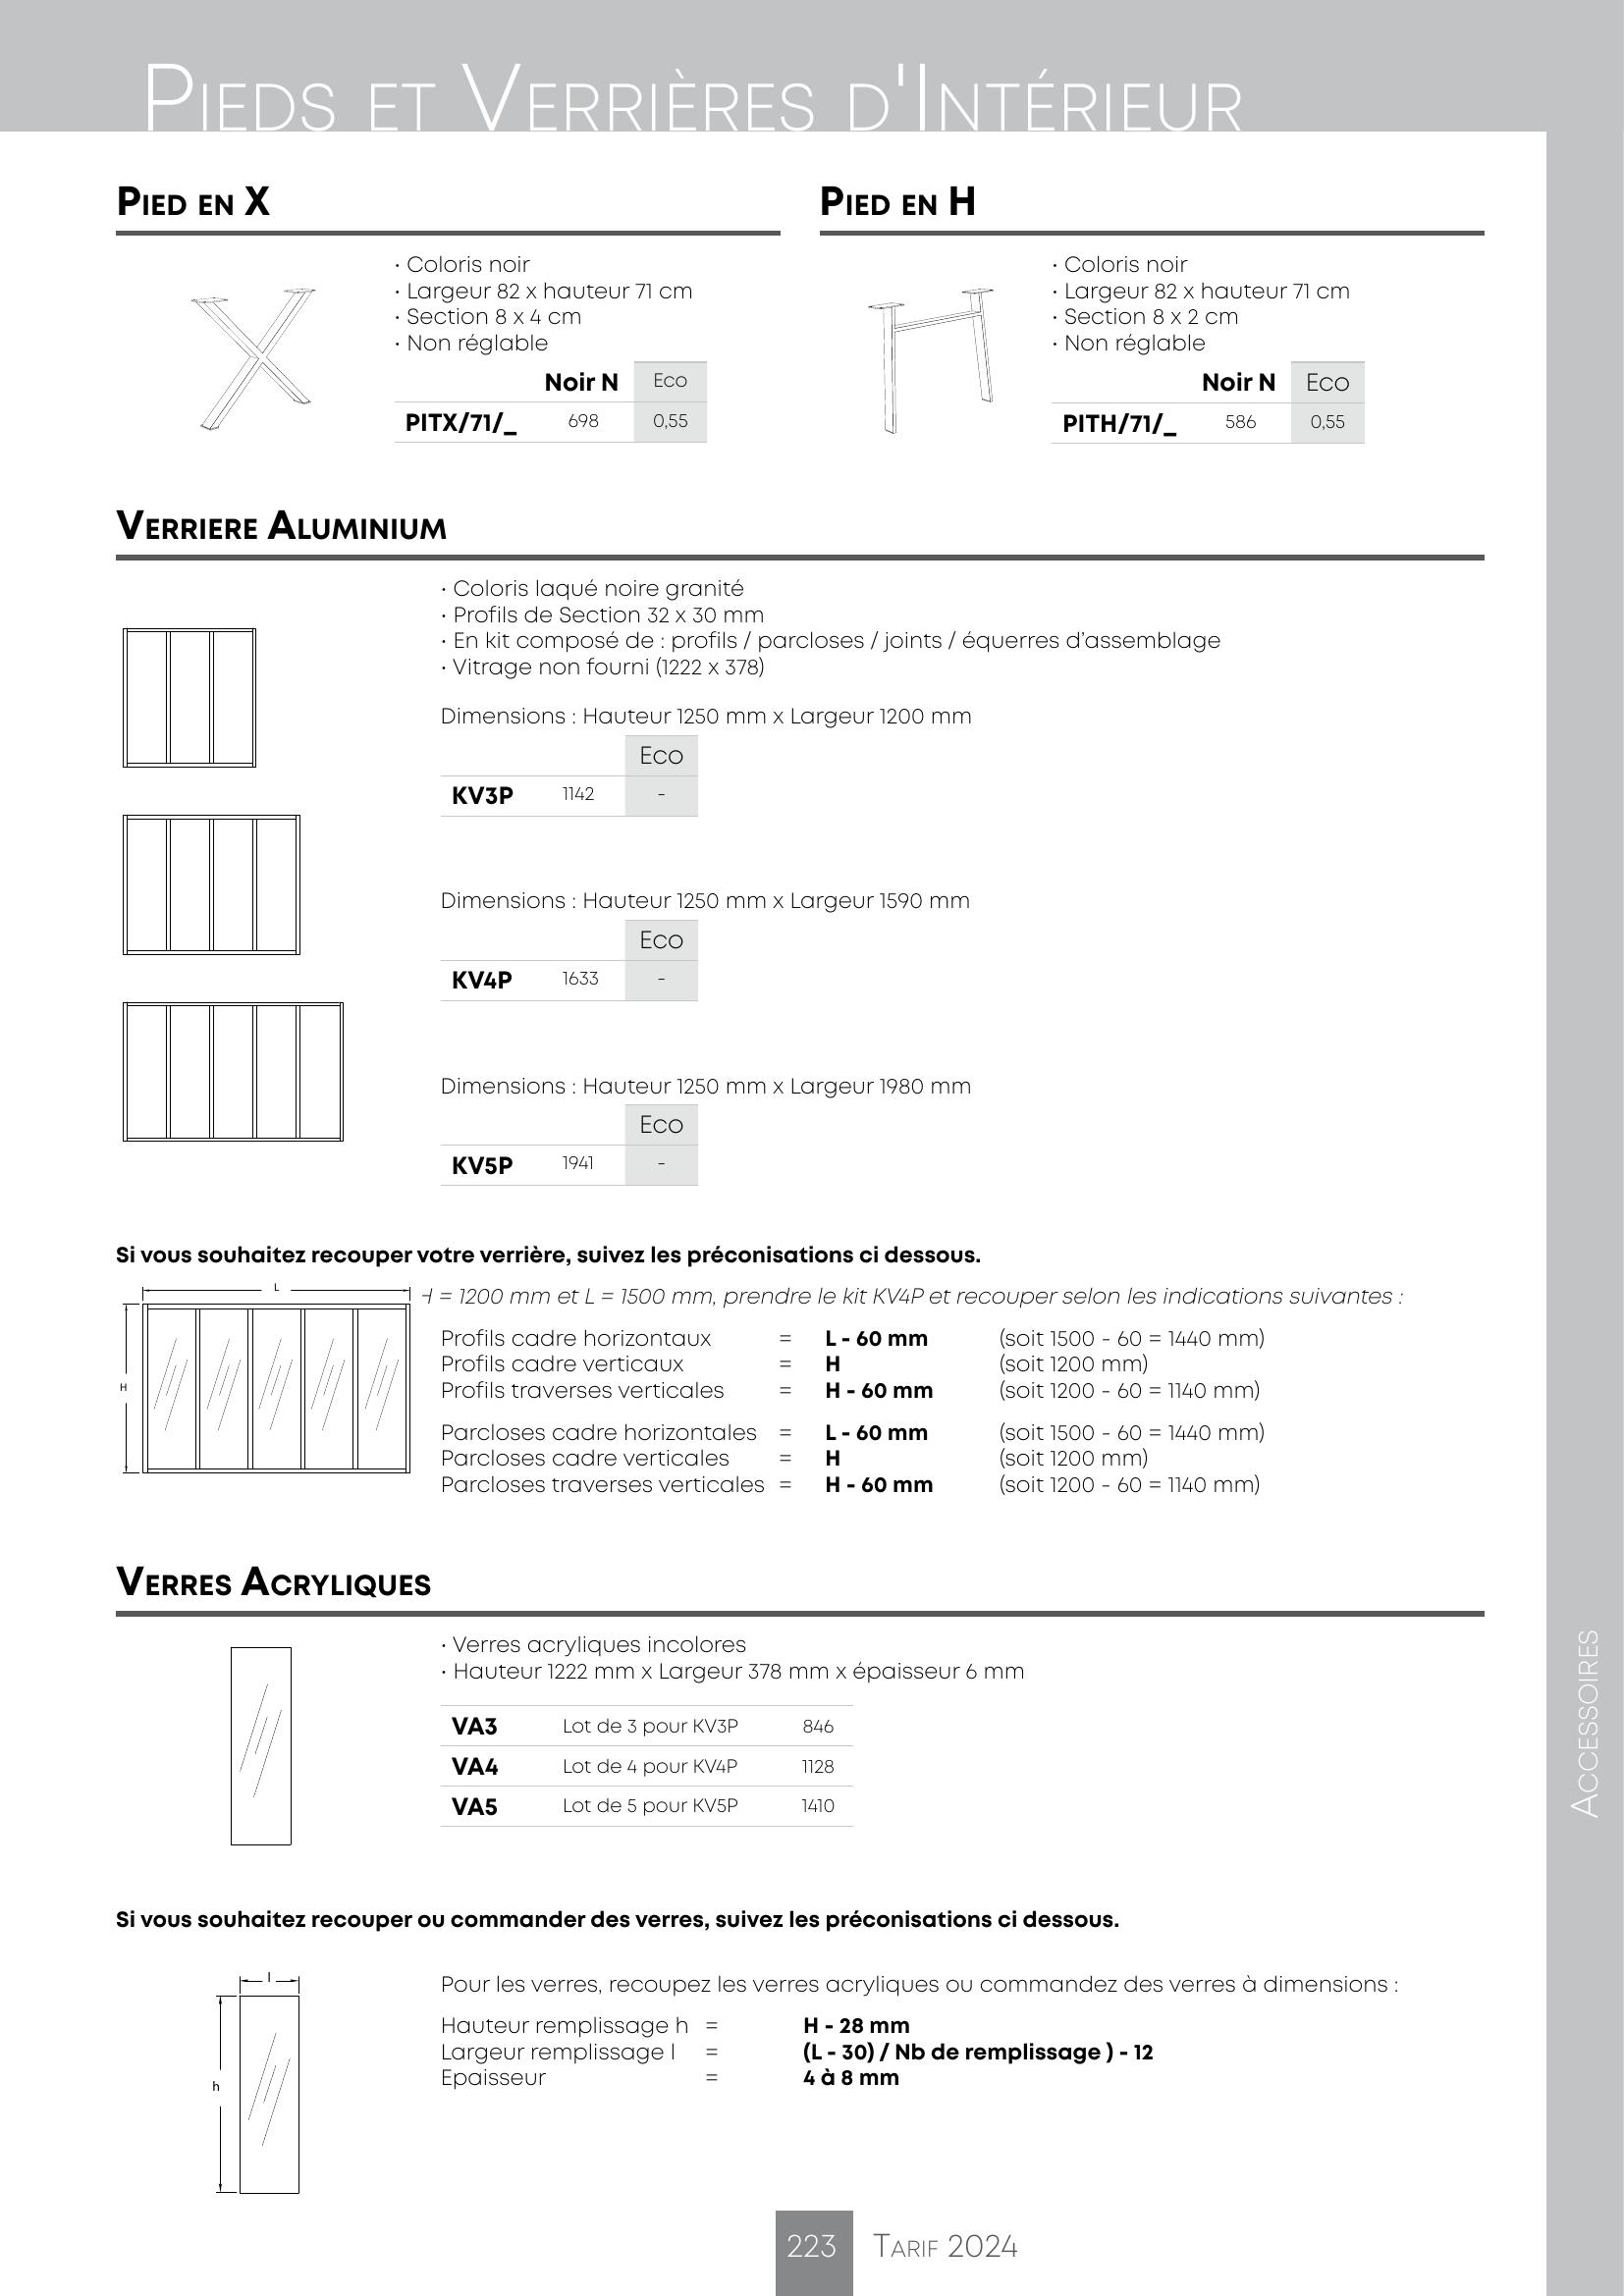 Pieds et Verrières d'Intérieur
Pied en X
· Coloris noir
· Largeur 82 x hauteur 71 cm
· Section 8 x 4 cm
· Non réglable
Noir N Eco
PITX/71/_ 698 0,55
Pied en H
· Coloris noir
· Largeur 82 x hauteur 71 cm
· Section 8 x 2 cm
· Non réglable
Noir N Eco
PITH/71/_ 586 0,55
Verriere Aluminium
· Coloris laqué noire granité
· Profils de Section 32 x 30 mm
· En kit composé de : profils / parcloses / joints / équerres d’assemblage
· Vitrage non fourni (1222 x 378)
Dimensions : Hauteur 1250 mm x Largeur 1200 mm
Eco
KV3P 1142 -
Dimensions : Hauteur 1250 mm x Largeur 1590 mm
Eco
KV4P 1633 -
Dimensions : Hauteur 1250 mm x Largeur 1980 mm
Eco
KV5P 1941 -
Si vous souhaitez recouper votre verrière, suivez les préconisations ci dessous.
L
H
H = 1200 mm et L = 1500 mm, prendre le kit KV4P et recouper selon les indications suivantes :
Profils cadre horizontaux = L - 60 mm (soit 1500 - 60 = 1440 mm)
Profils cadre verticaux = H (soit 1200 mm)
Profils traverses verticales = H - 60 mm (soit 1200 - 60 = 1140 mm)
Parcloses cadre horizontales = L - 60 mm (soit 1500 - 60 = 1440 mm)
Parcloses cadre verticales = H (soit 1200 mm)
Parcloses traverses verticales = H - 60 mm (soit 1200 - 60 = 1140 mm)
Verres Acryliques
· Verres acryliques incolores
· Hauteur 1222 mm x Largeur 378 mm x épaisseur 6 mm
VA3 Lot de 3 pour KV3P 846
VA4 Lot de 4 pour KV4P 1128
VA5 Lot de 5 pour KV5P 1410
Si vous souhaitez recouper ou commander des verres, suivez les préconisations ci dessous.
l
h
Pour les verres, recoupez les verres acryliques ou commandez des verres à dimensions :
Hauteur remplissage h = H - 28 mm
Largeur remplissage l = (L - 30) / Nb de remplissage ) - 12
Epaisseur = 4 à 8 mm
Accessoires
223 Tarif 2024